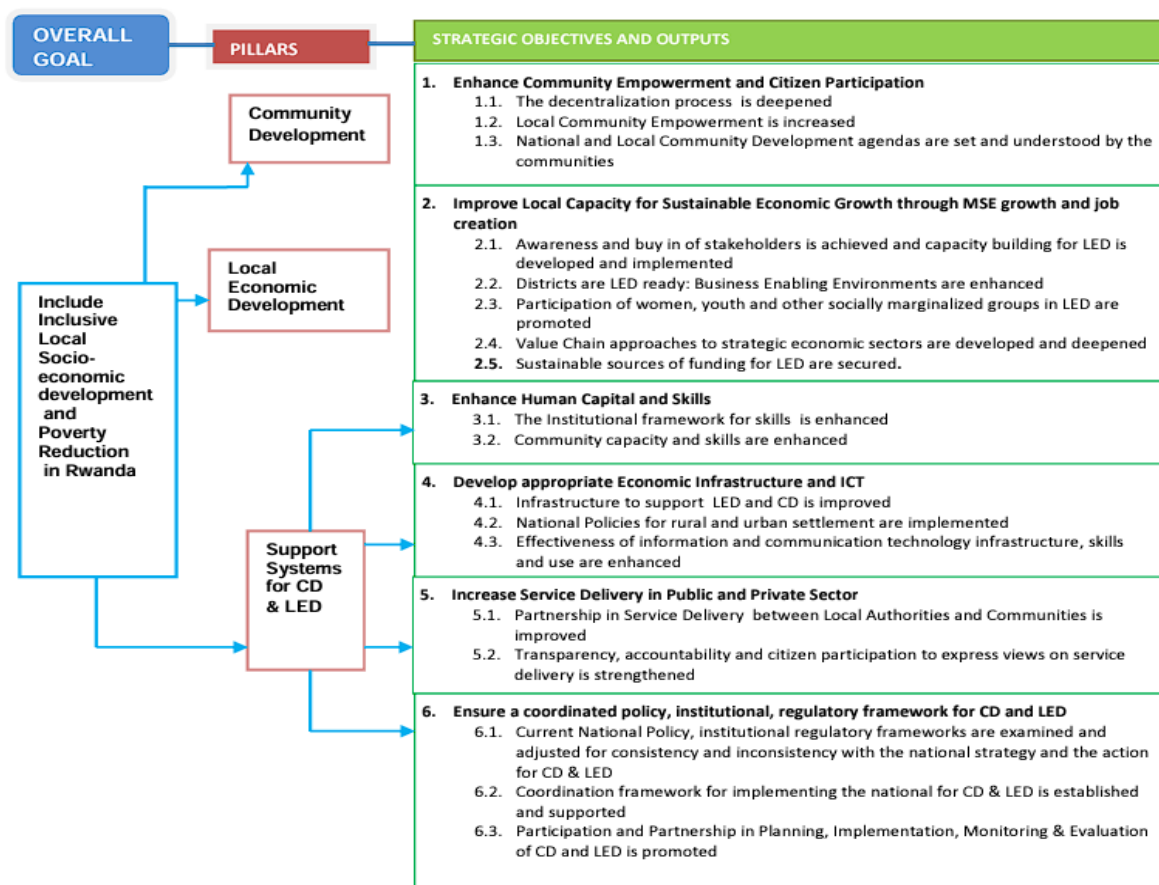 OVERALL
GOAL
PILLARS
STRATEGIC OBJECTIVES AND OUTPUTS
Include
Inclusive
Local
Socio-
economic
development
and
Poverty
Reduction
in Rwanda
Community
Development
Local
Economic
Development
Support
Systems
for CD
& LED
1. Enhance Community Empowerment and Citizen Participation
1.1. The decentralization process is deepened
1.2. Local Community Empowerment is increased
1.3. National and Local Community Development agendas are set and understood by the
communities
2. Improve Local Capacity for Sustainable Economic Growth through MSE growth and job
creation
2.1. Awareness and buy in of stakeholders is achieved and capacity building for LED is
developed and implemented
2.2. Districts are LED ready: Business Enabling Environments are enhanced
2.3. Participation of women, youth and other socially marginalized groups in LED are
promoted
2.4. Value Chain approaches to strategic economic sectors are developed and deepened
2.5. Sustainable sources of funding for LED are secured.
3. Enhance Human Capital and Skills
3.1. The Institutional framework for skills is enhanced
3.2. Community capacity and skills are enhanced
4. Develop appropriate Economic Infrastructure and ICT
4.1. Infrastructure to support LED and CD is improved
4.2. National Policies for rural and urban settlement are implemented
4.3. Effectiveness of information and communication technology infrastructure, skills
and use are enhanced
5. Increase Service Delivery in Public and Private Sector
5.1. Partnership in Service Delivery between Local Authorities and Communities is
improved
5.2. Transparency, accountability and citizen participation to express views on service
delivery is strengthened
6. Ensure a coordinated policy, institutional, regulatory framework for CD and LED
6.1. Current National Policy, institutional regulatory frameworks are examined and
adjusted for consistency and inconsistency with the national strategy and the action
for CD & LED
6.2. Coordination framework for implementing the national for CD & LED is established
and supported
6.3. Participation and Partnership in Planning, Implementation, Monitoring & Evaluation
of CD and LED is promoted